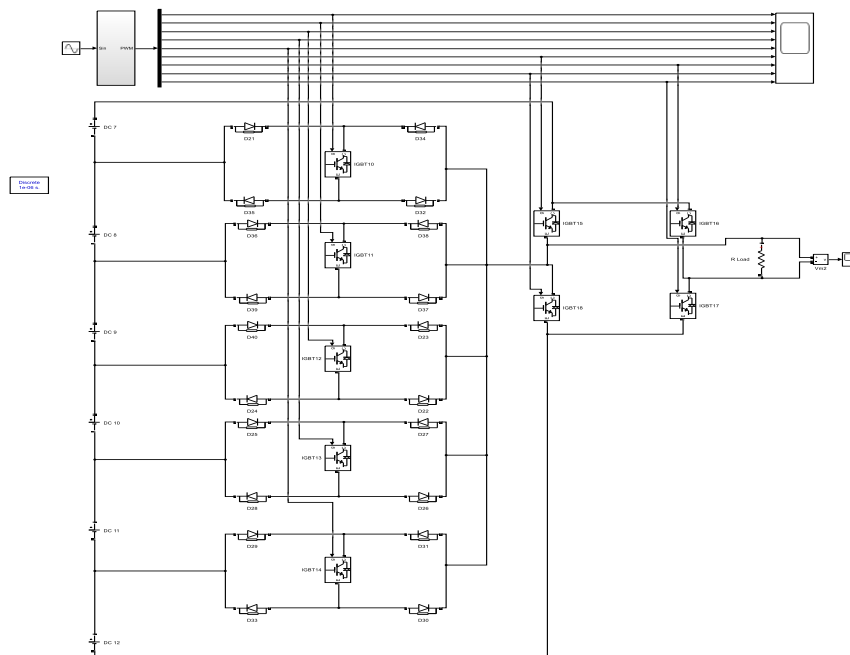 Sin PWM
DC 7
D21
D34
IGBT10
Discrete
1e-06 s.
D35
D32
D36
D38
IGBT15
IGBT16
DC 8
IGBT11
R Load
Vm2
D39
D37
IGBT18
IGBT17
DC 9
D40
D23
IGBT12
D24
D22
DC 10
D25
D27
IGBT13
D28
D26
DC 11
D29
D31
IGBT14
D33
D30
DC 12